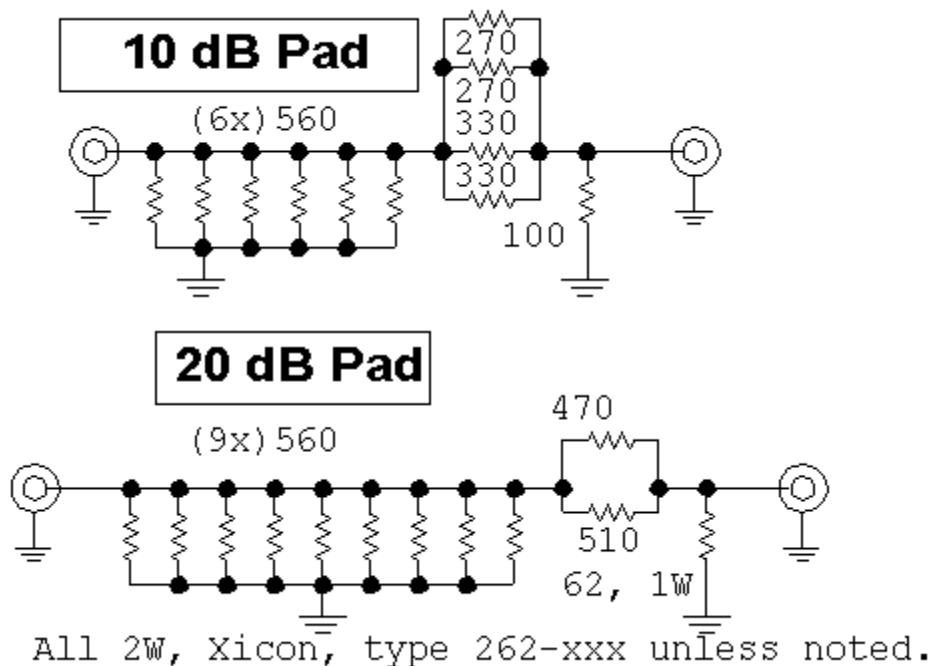 10 dB Pad
270
270
(6x)560
330
330
100
20 dB Pad
470
(9x)560
510
62, 1W
All 2W, Xicon, type 262-xxx unless noted.